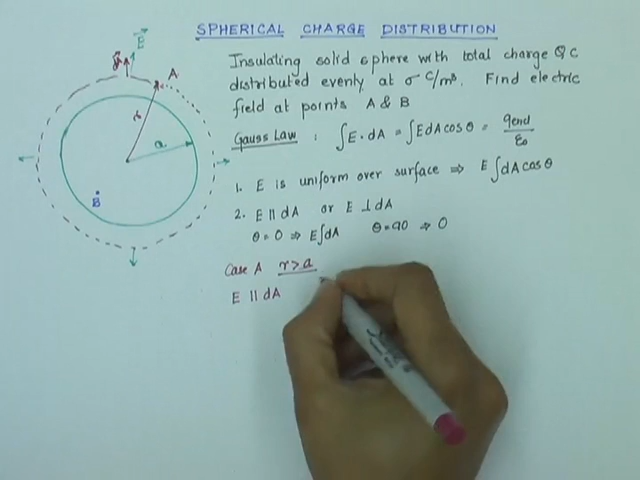 SPHERICAL CHARGE DISTRIBUTION
Insulating solid sphere with total charge Q C
distributed evenly at σ C/m³. Find electric
field at points A & B
Gauss Law : ∫E·dA = ∫EdA cosθ = qencl/ε₀
1. E is uniform over surface ⇒ E∫dA cosθ
2. E || dA or E ⊥ dA
θ = 0 ⇒ E∫dA θ = 90 ⇒ 0
Case A r > a
E || dA
E
A
r
a
B